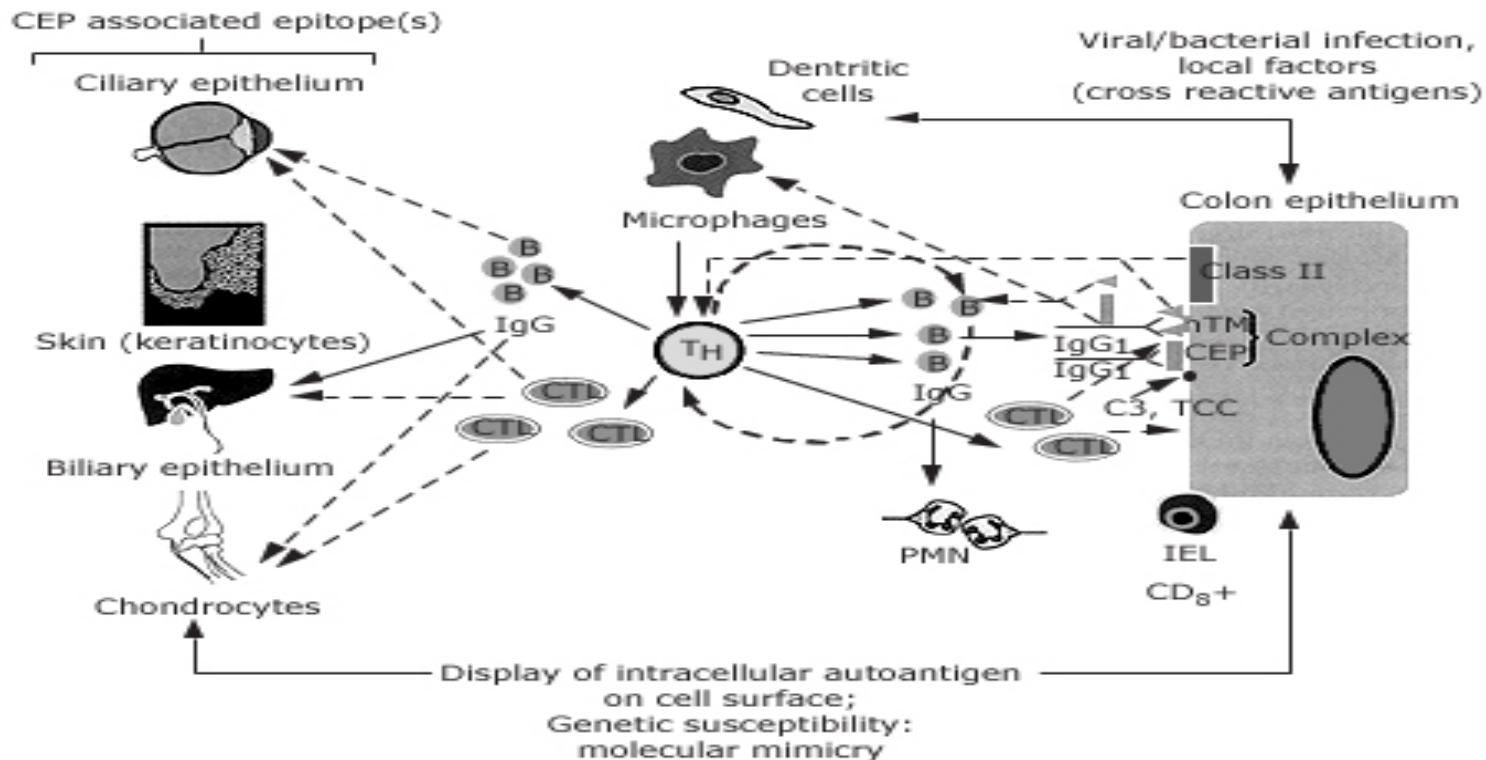 CEP associated epitope(s)
Ciliary epithelium
Skin (keratinocytes)
Biliary epithelium
Chondrocytes
B
B
B
B
IgG
CTL
CTL
CTL
Dentritic
cells
Microphages
TH
B
B
B
B
IgG
PMN
IgG1
IgG1
CTL
CTL
C3, TCC
Viral/bacterial infection,
local factors
(cross reactive antigens)
Colon epithelium
Class II
hTM
CEP
Complex
IEL
CD8+
Display of intracellular autoantigen
on cell surface;
Genetic susceptibility:
molecular mimicry